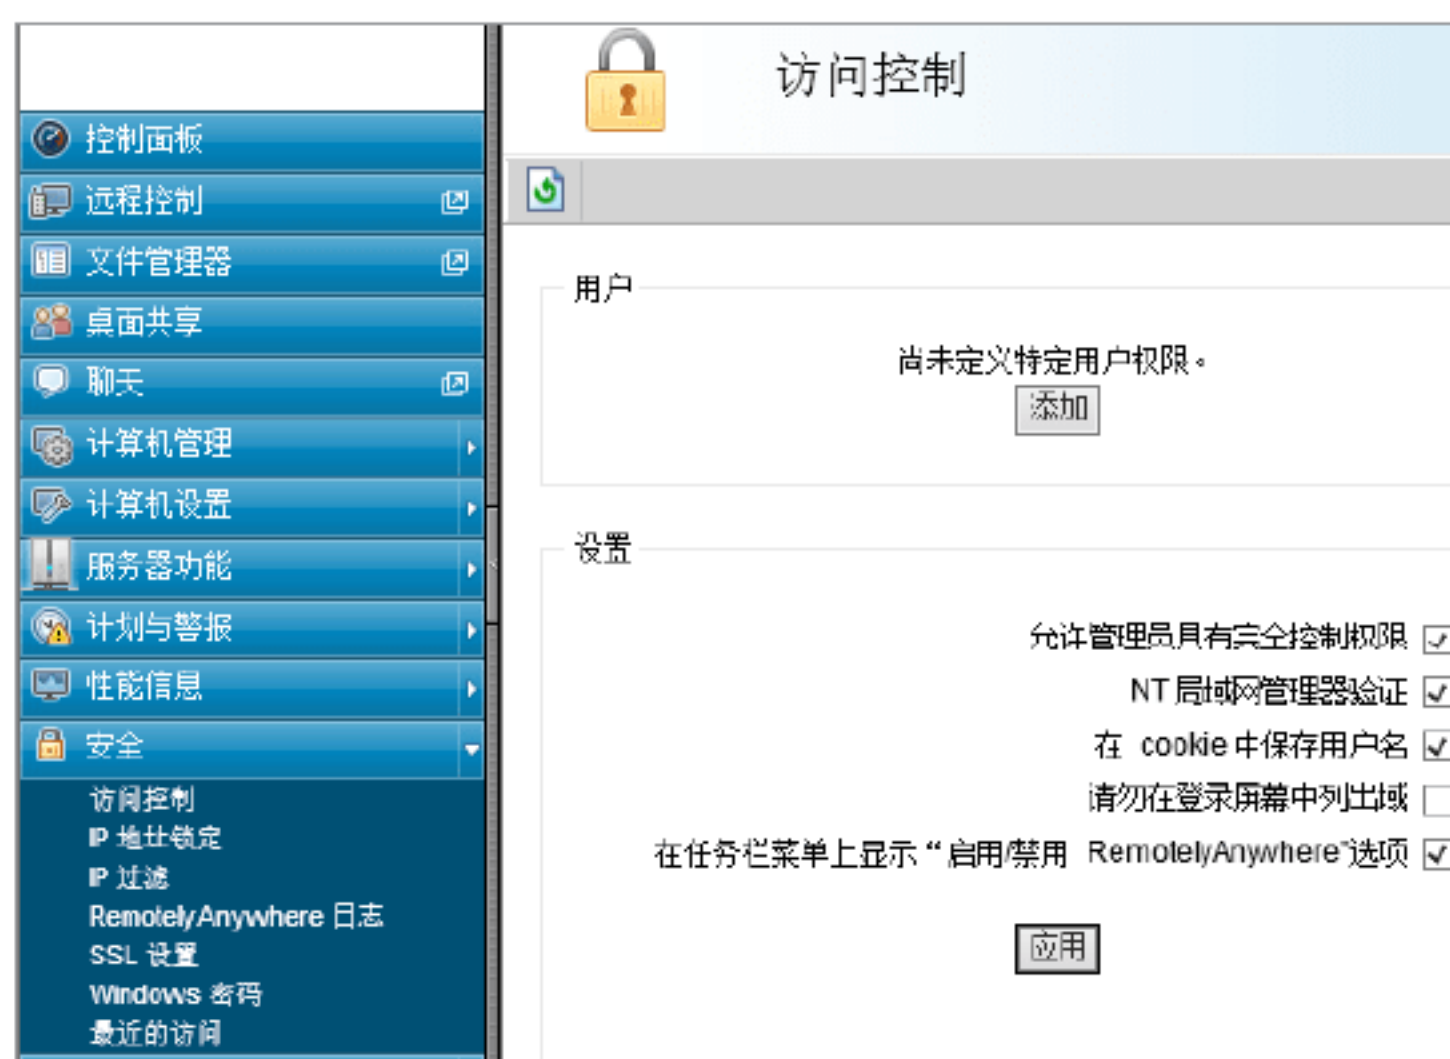 控制面板
远程控制
文件管理器
桌面共享
聊天
计算机管理
计算机设置
服务器功能
计划与警报
性能信息
安全
访问控制
IP 地址锁定
IP 过滤
RemotelyAnywhere 日志
SSL 设置
Windows 密码
最近的访问
访问控制
用户
尚未定义特定用户权限。
添加
设置
允许管理员具有完全控制权限
NT 局域网管理器验证
在 cookie 中保存用户名
请勿在登录屏幕中列出域
在任务栏菜单上显示“启用/禁用 RemotelyAnywhere”选项
应用